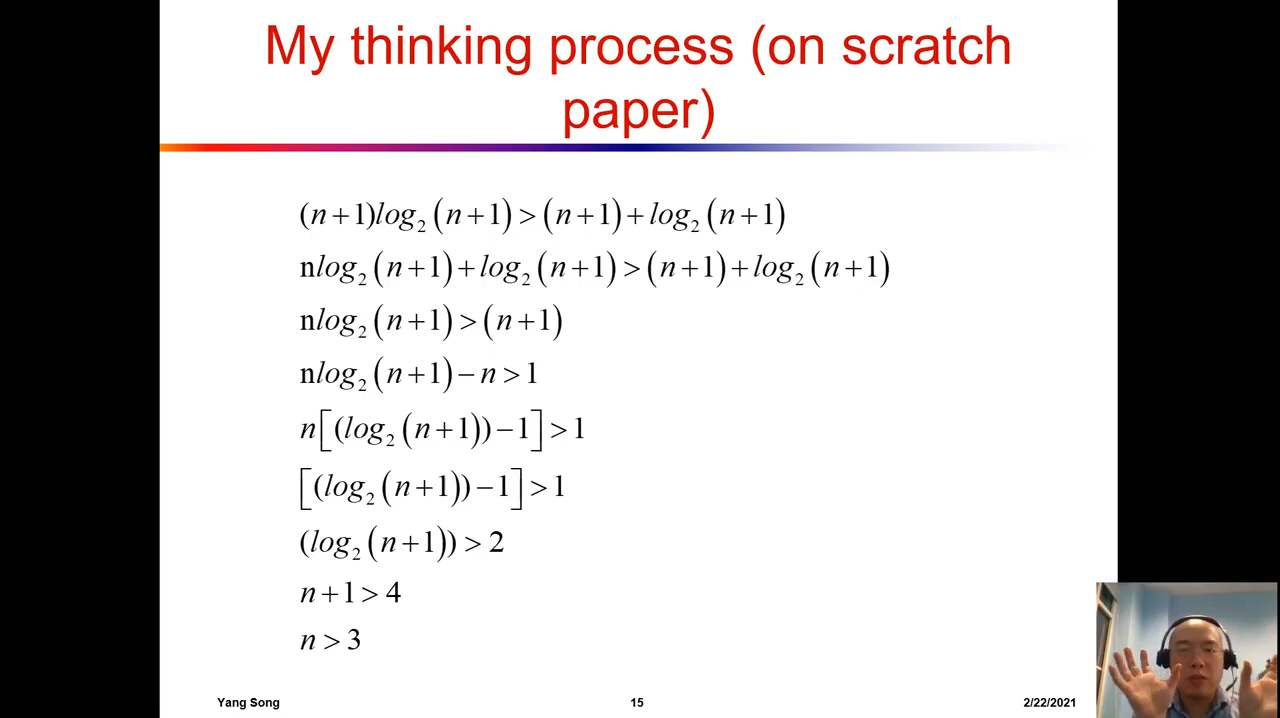 My thinking process (on scratch
paper)
(n+1)log₂(n+1)>(n+1)+log₂(n+1)
nlog₂(n+1)+log₂(n+1)>(n+1)+log₂(n+1)
nlog₂(n+1)>(n+1)
nlog₂(n+1)−n>1
n[(log₂(n+1))−1]>1
[(log₂(n+1))−1]>1
(log₂(n+1))>2
n+1>4
n>3
Yang Song 15 2/22/2021